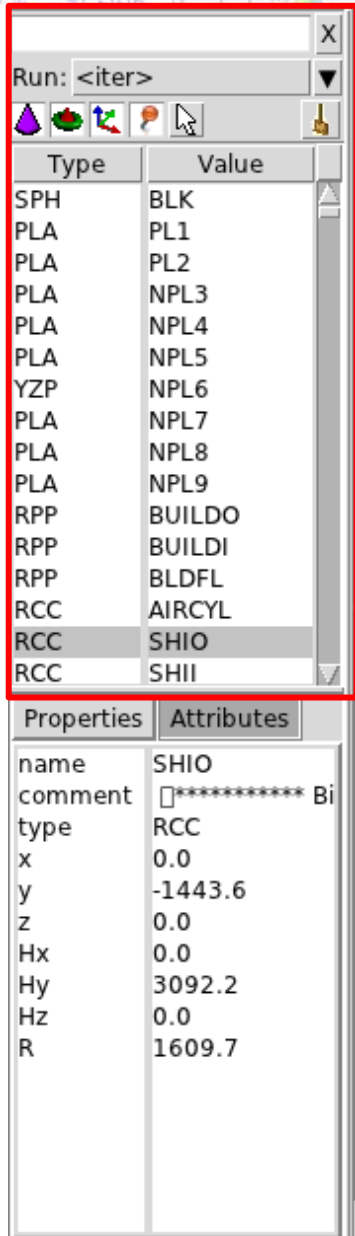 X
Run: <iter>
Type Value
SPH BLK
PLA PL1
PLA PL2
PLA NPL3
PLA NPL4
PLA NPL5
YZP NPL6
PLA NPL7
PLA NPL8
PLA NPL9
RPP BUILDO
RPP BUILDI
RPP BLDFL
RCC AIRCYL
RCC SHIO
RCC SHII
Properties Attributes
name SHIO
comment ▯*********** Bi
type RCC
x 0.0
y -1443.6
z 0.0
Hx 0.0
Hy 3092.2
Hz 0.0
R 1609.7